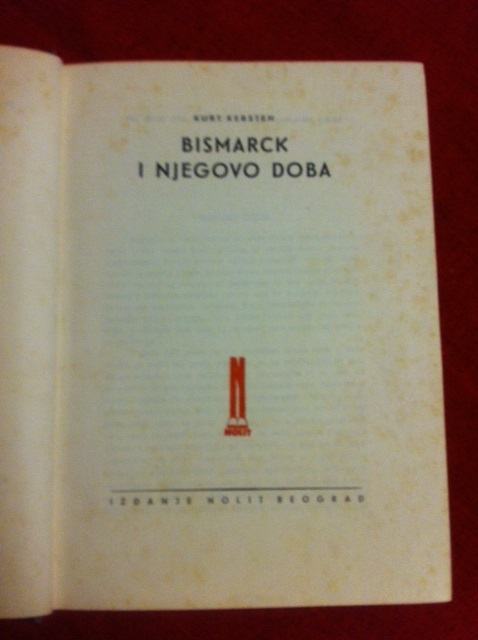 KURT KERSTEN
BISMARCK
I NJEGOVO DOBA
N
NOLIT
IZDANJE NOLIT BEOGRAD